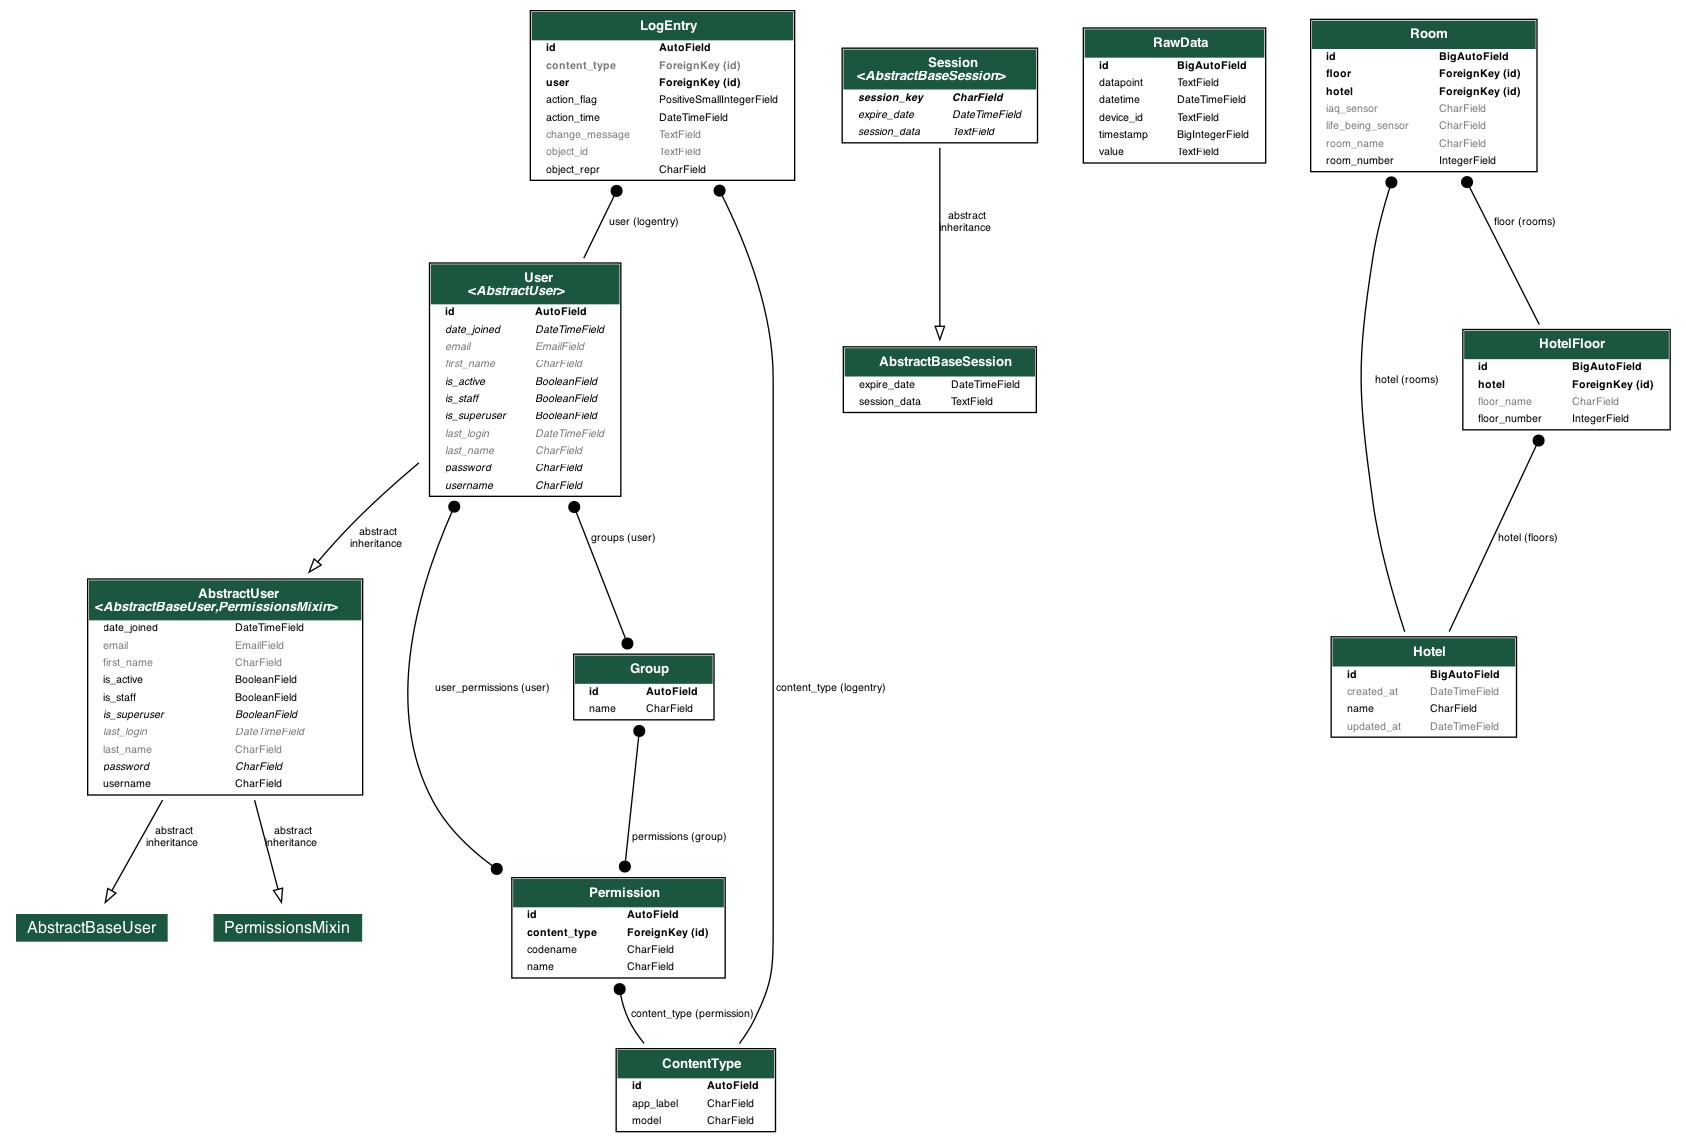 LogEntry
id AutoField
content_type ForeignKey (id)
user ForeignKey (id)
action_flag PositiveSmallIntegerField
action_time DateTimeField
change_message TextField
object_id TextField
object_repr CharField
user (logentry)
User
<AbstractUser>
id AutoField
date_joined DateTimeField
email EmailField
first_name CharField
is_active BooleanField
is_staff BooleanField
is_superuser BooleanField
last_login DateTimeField
last_name CharField
password CharField
username CharField
abstract
inheritance
groups (user)
AbstractUser
<AbstractBaseUser,PermissionsMixin>
date_joined DateTimeField
email EmailField
first_name CharField
is_active BooleanField
is_staff BooleanField
is_superuser BooleanField
last_login DateTimeField
last_name CharField
password CharField
username CharField
user_permissions (user)
Group
id AutoField
name CharField
content_type (logentry)
abstract
inheritance
abstract
inheritance
permissions (group)
AbstractBaseUser
PermissionsMixin
Permission
id AutoField
content_type ForeignKey (id)
codename CharField
name CharField
content_type (permission)
ContentType
id AutoField
app_label CharField
model CharField
Session
<AbstractBaseSession>
session_key CharField
expire_date DateTimeField
session_data TextField
abstract
inheritance
AbstractBaseSession
expire_date DateTimeField
session_data TextField
RawData
id BigAutoField
datapoint TextField
datetime DateTimeField
device_id TextField
timestamp BigIntegerField
value TextField
Room
id BigAutoField
floor ForeignKey (id)
hotel ForeignKey (id)
iaq_sensor CharField
life_being_sensor CharField
room_name CharField
room_number IntegerField
floor (rooms)
HotelFloor
id BigAutoField
hotel ForeignKey (id)
floor_name CharField
floor_number IntegerField
hotel (rooms)
hotel (floors)
Hotel
id BigAutoField
created_at DateTimeField
name CharField
updated_at DateTimeField